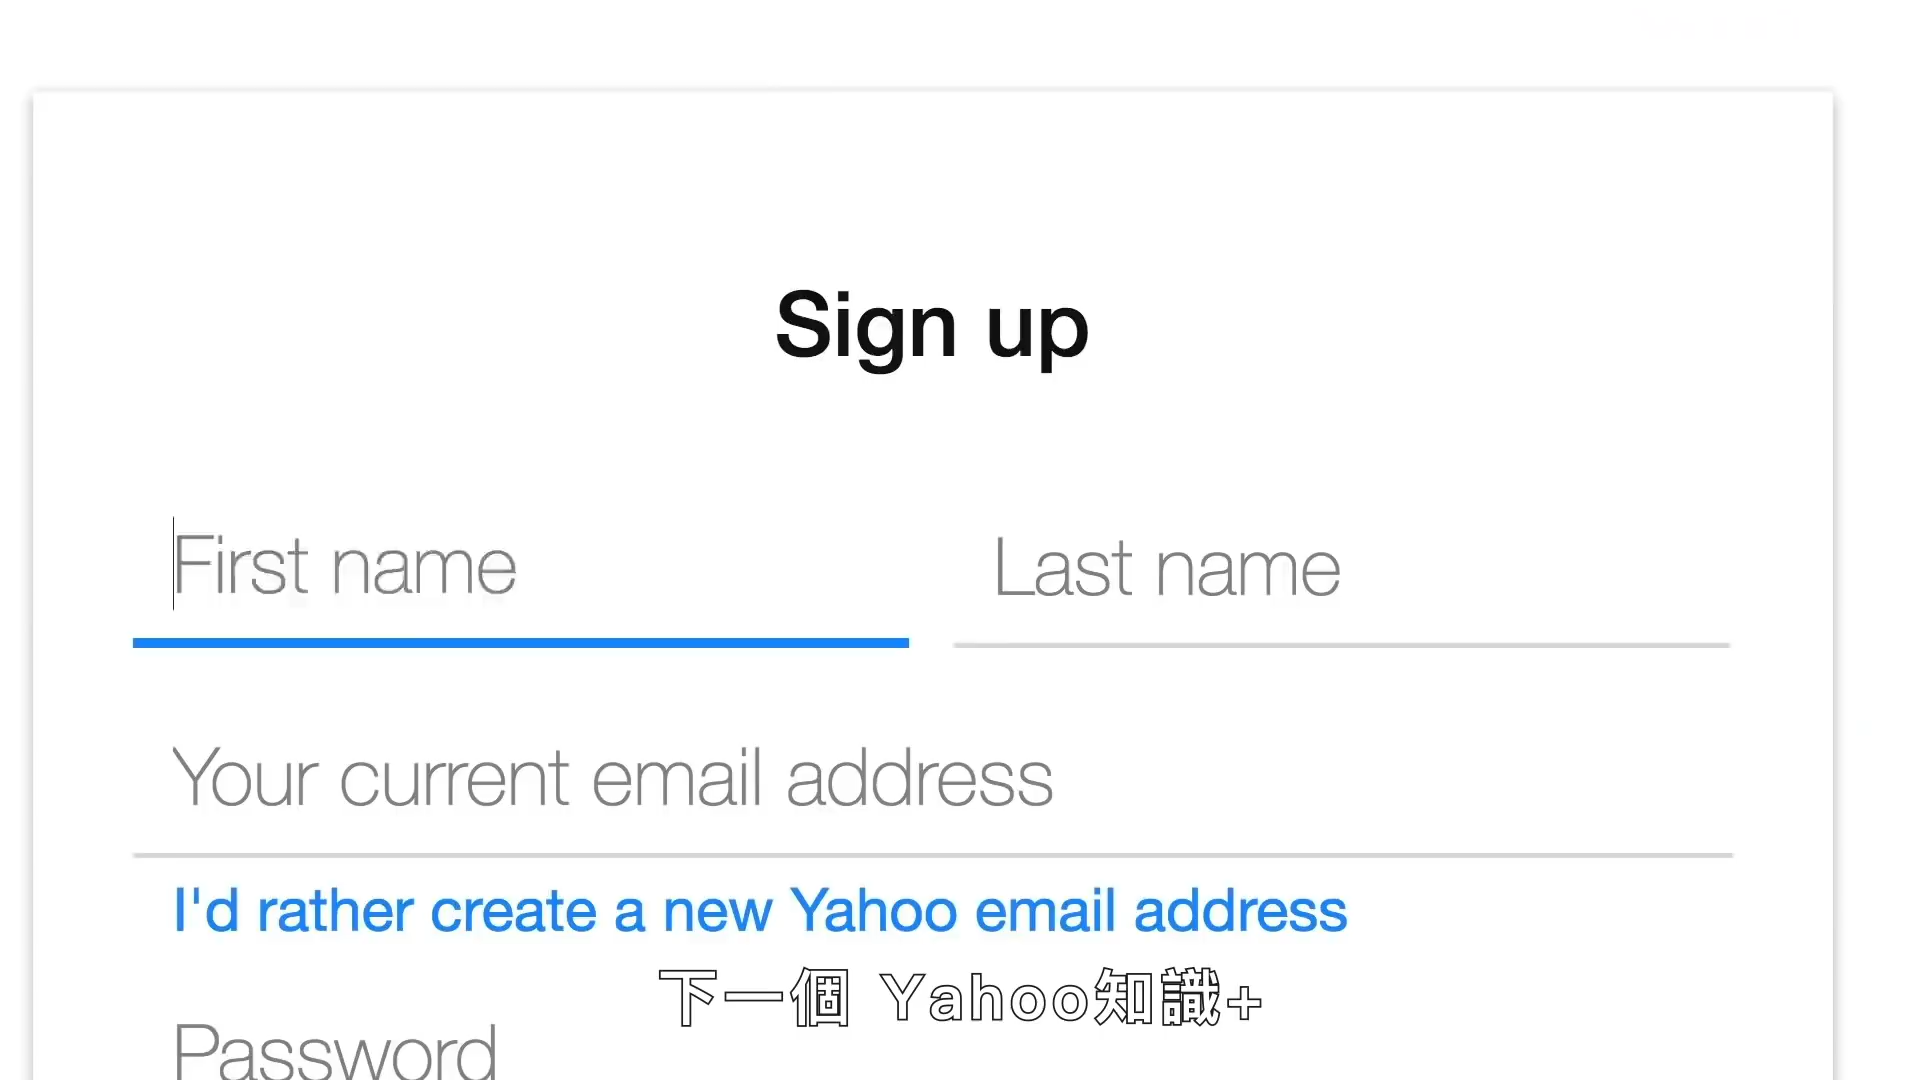 Sign up
First name
Last name
Your current email address
I'd rather create a new Yahoo email address
下一個 Yahoo知識+
Password